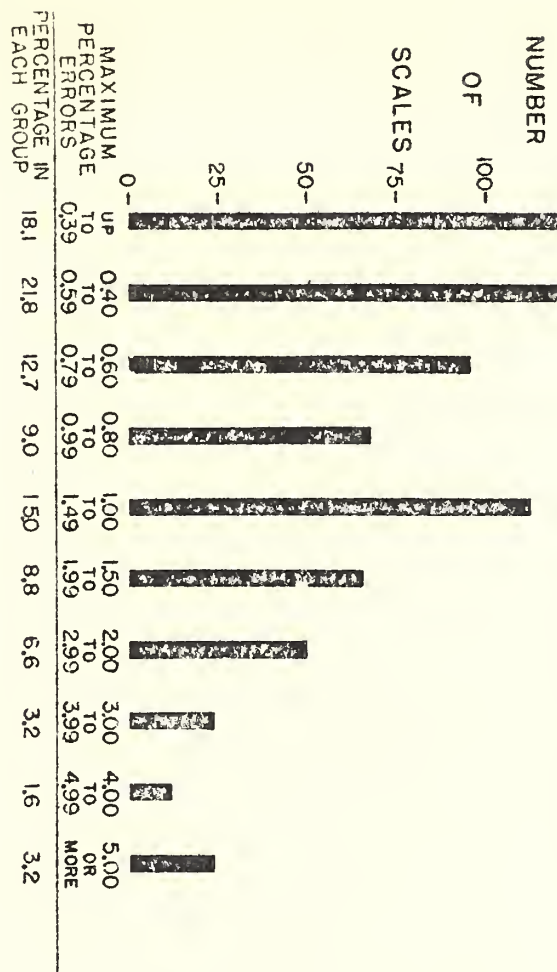 NUMBER
OF
SCALES
100-
75-
50-
25-
0-
MAXIMUM
PERCENTAGE
ERRORS
UP
TO
0.39
0.40
TO
0.59
0.60
TO
0.79
0.80
TO
0.99
1.00
TO
1.49
1.50
TO
1.99
2.00
TO
2.99
3.00
TO
3.99
4.00
TO
4.99
5.00
OR
MORE
PERCENTAGE IN
EACH GROUP
18.1 21.8 12.7 9.0 15.0 8.8 6.6 3.2 1.6 3.2